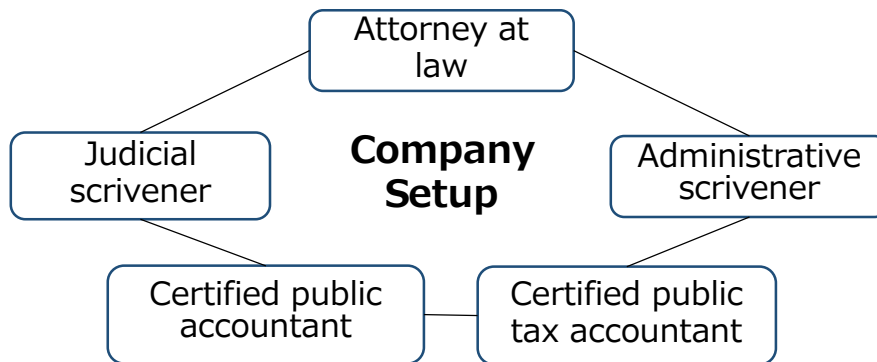 Attorney at
law
Judicial
scrivener
Company
Setup
Administrative
scrivener
Certified public
accountant
Certified public
tax accountant